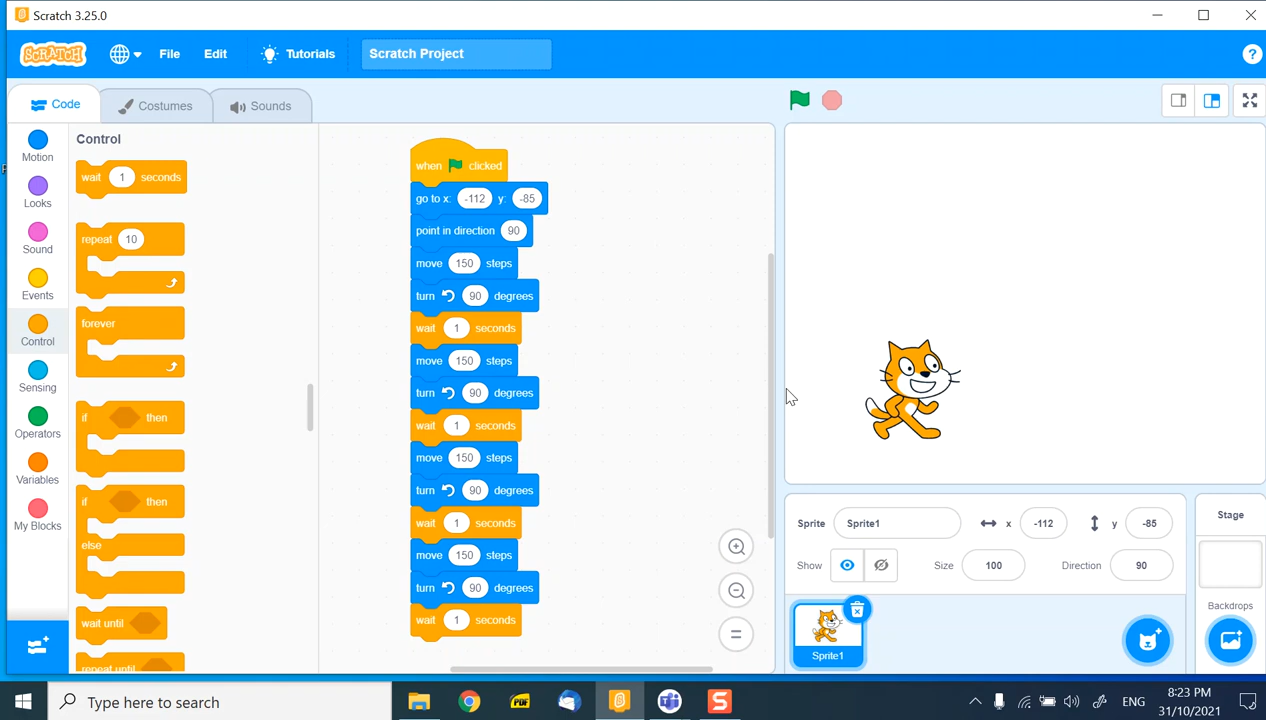 Scratch 3.25.0
SCRATCH File Edit Tutorials Scratch Project ?
Code Costumes Sounds
Motion
Looks
Sound
Events
Control
Sensing
Operators
Variables
My Blocks
Control
wait 1 seconds
repeat 10
forever
if then
if then
else
wait until
repeat until
when clicked
go to x: -112 y: -85
point in direction 90
move 150 steps
turn 90 degrees
wait 1 seconds
move 150 steps
turn 90 degrees
wait 1 seconds
move 150 steps
turn 90 degrees
wait 1 seconds
move 150 steps
turn 90 degrees
wait 1 seconds
Sprite Sprite1 x -112 y -85
Show Size 100 Direction 90
Sprite1
Stage
Backdrops
Type here to search
PDF
S
ENG
8:23 PM
31/10/2021